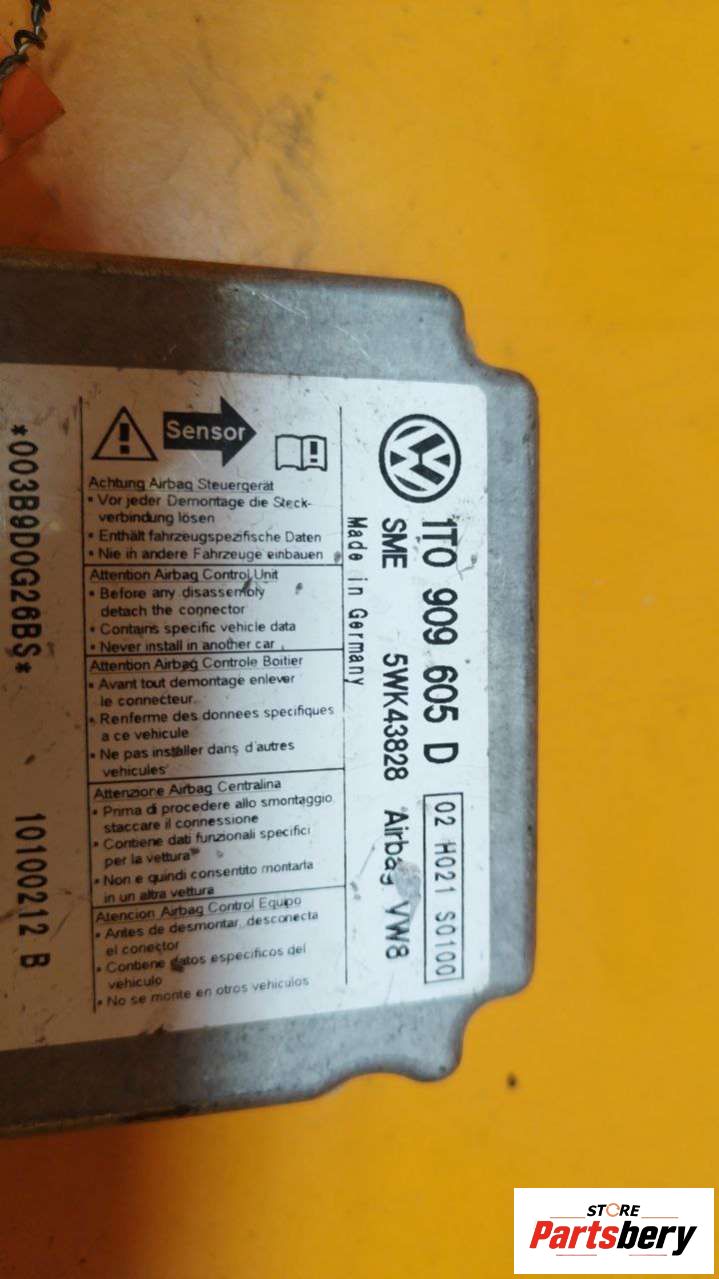 1T0 909 605 D
02 H021 S0100
SME 5WK43828 Airbag VW8
Made in Germany
Sensor
Achtung Airbag Steuergerät
• Vor jeder Demontage die Steck-
verbindung lösen
• Enthält fahrzeugspezifische Daten
• Nie in andere Fahrzeuge einbauen
Attention Airbag Control Unit
• Before any disassembly
detach the connector
• Contains specific vehicle data
• Never install in another car
Attention Airbag Controle Boitier
• Avant tout demontage enlever
le connecteur
• Renferme des donnees specifiques
a ce vehicule
• Ne pas installer dans d'autres
vehicules
Attenzione Airbag Centralina
• Prima di procedere allo smontaggio
staccare il connessione
• Contiene dati funzionali specifici
per la vettura
• Non e quindi consentito montarla
in un altra vettura
Atencion Airbag Control Equipo
• Antes de desmontar, desconecta
el conector
• Contiene datos especificos del
vehiculo
• No se monte en otros vehiculos
*003B9D0G26BS* 10100212 B
STORE
Partsbery